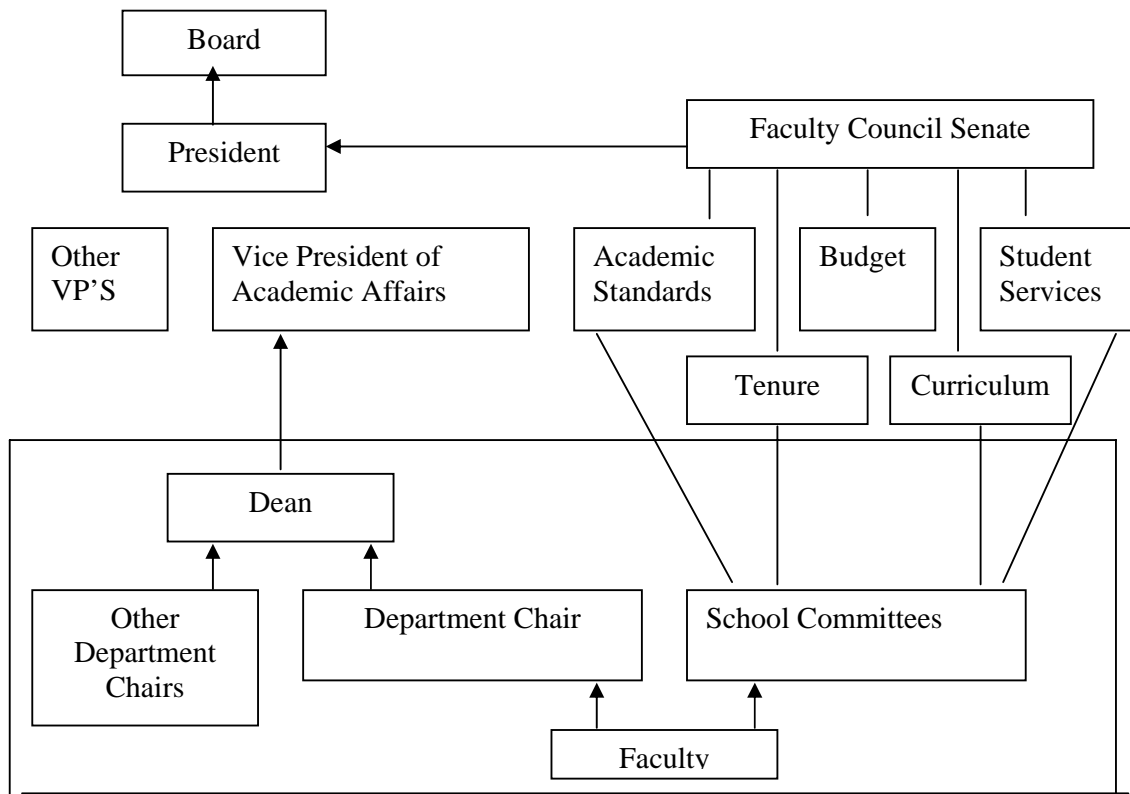 Board
President
Faculty Council Senate
Other
VP'S
Vice President of
Academic Affairs
Academic
Standards
Budget
Student
Services
Tenure
Curriculum
Dean
Other
Department
Chairs
Department Chair
School Committees
Faculty